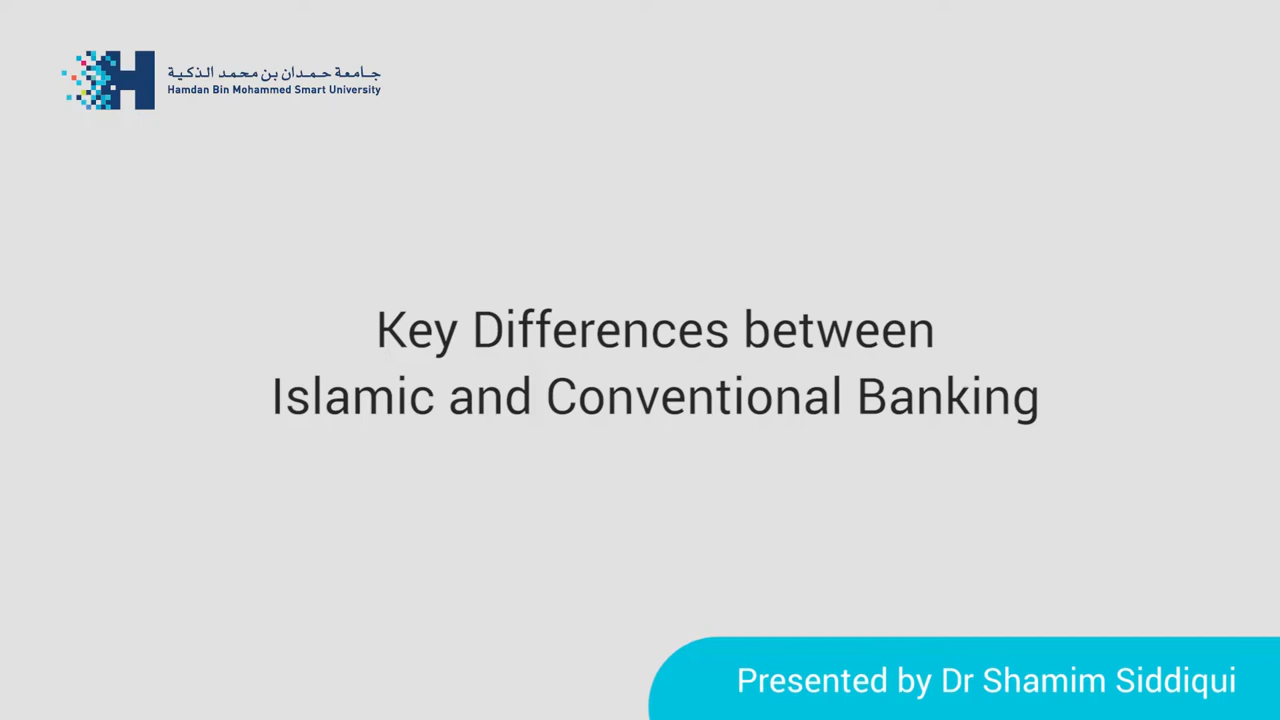 جامعة حمدان بن محمد الذكية
Hamdan Bin Mohammed Smart University
Key Differences between
Islamic and Conventional Banking
Presented by Dr Shamim Siddiqui